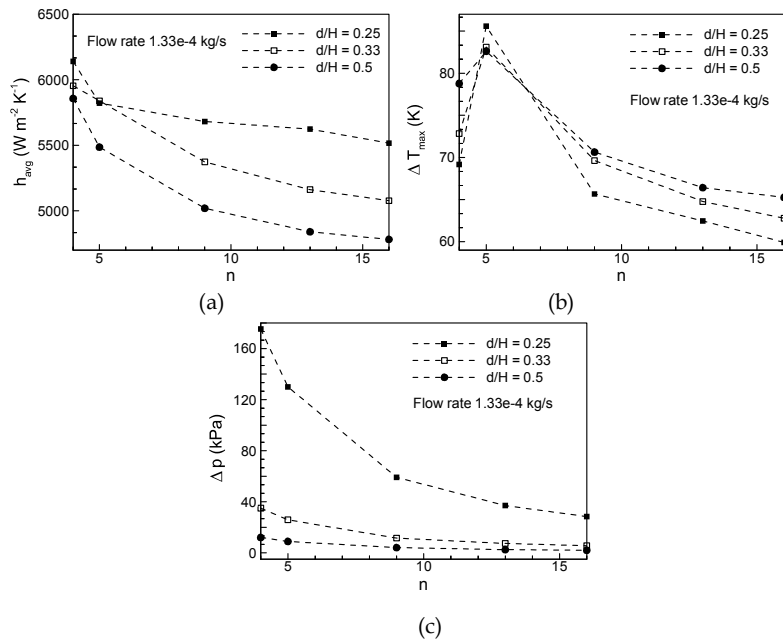 6500
6000
5500
5000
h_avg (W m⁻² K⁻¹)
Flow rate 1.33e-4 kg/s
d/H = 0.25
d/H = 0.33
d/H = 0.5
5 10 15
n
(a)
80
70
60
Δ T_max (K)
d/H = 0.25
d/H = 0.33
d/H = 0.5
Flow rate 1.33e-4 kg/s
5 10 15
n
(b)
160
120
80
40
0
Δ p (kPa)
d/H = 0.25
d/H = 0.33
d/H = 0.5
Flow rate 1.33e-4 kg/s
5 10 15
n
(c)